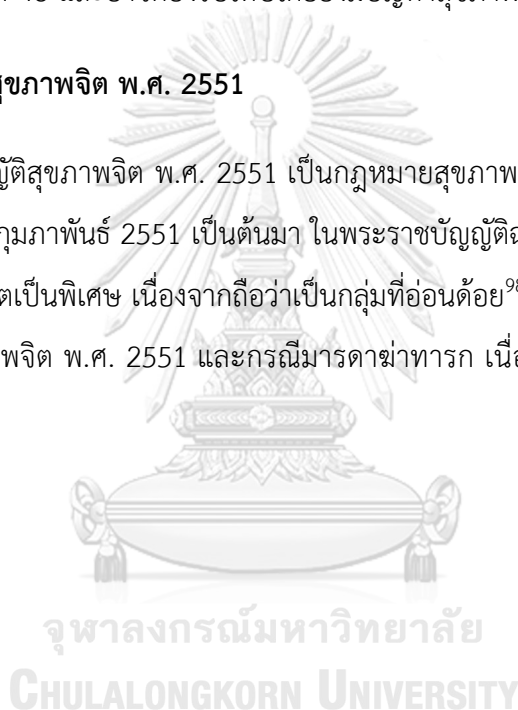 สุขภาพจิต พ.ศ. 2551
ัญัติสุขภาพจิต พ.ศ. 2551 เป็นกฎหมายสุขภาพ
กุมภาพันธ์ 2551 เป็นต้นมา ในพระราชบัญญัติฉ
ตเป็นพิเศษ เนื่องจากถือว่าเป็นกลุ่มที่อ่อนด้อย98
พจิต พ.ศ. 2551 และกรณีมารดาฆ่าทารก เนื่อ
จุฬาลงกรณ์มหาวิทยาลัย
CHULALONGKORN UNIVERSITY